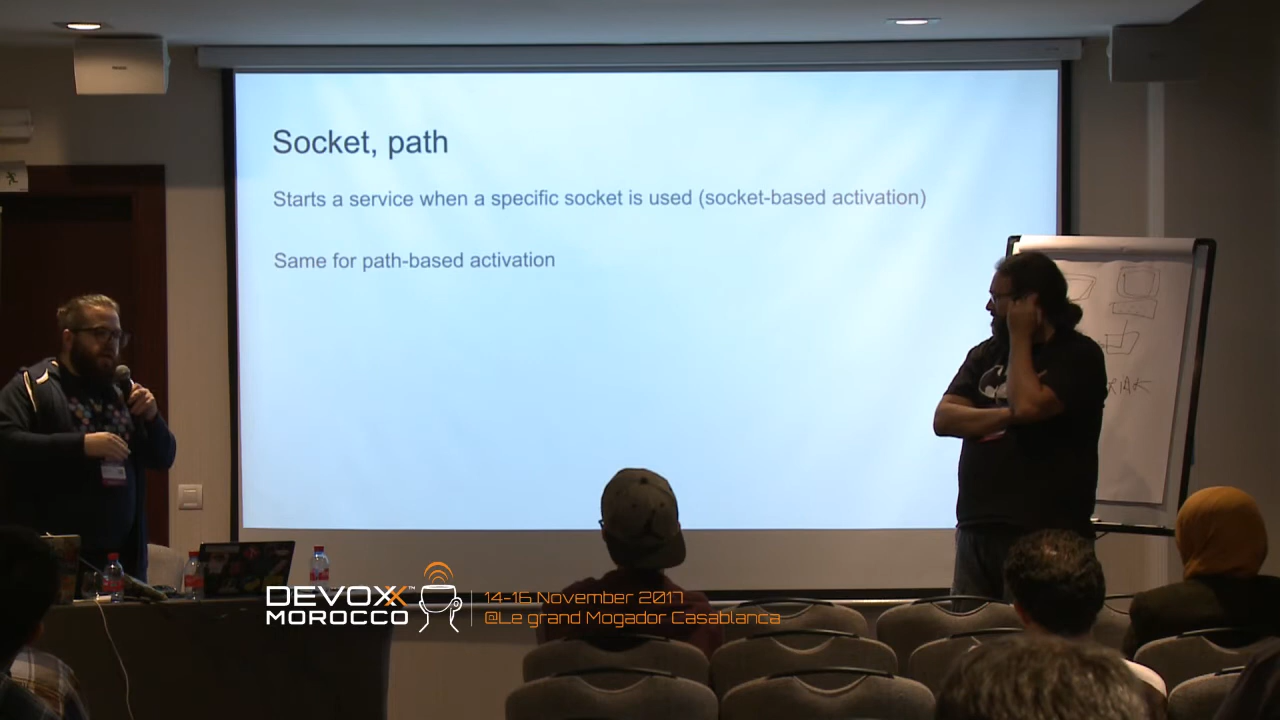 Socket, path
Starts a service when a specific socket is used (socket-based activation)
Same for path-based activation
DEVOXX™
MOROCCO
14-16 November 2017
@Le grand Mogador Casablanca